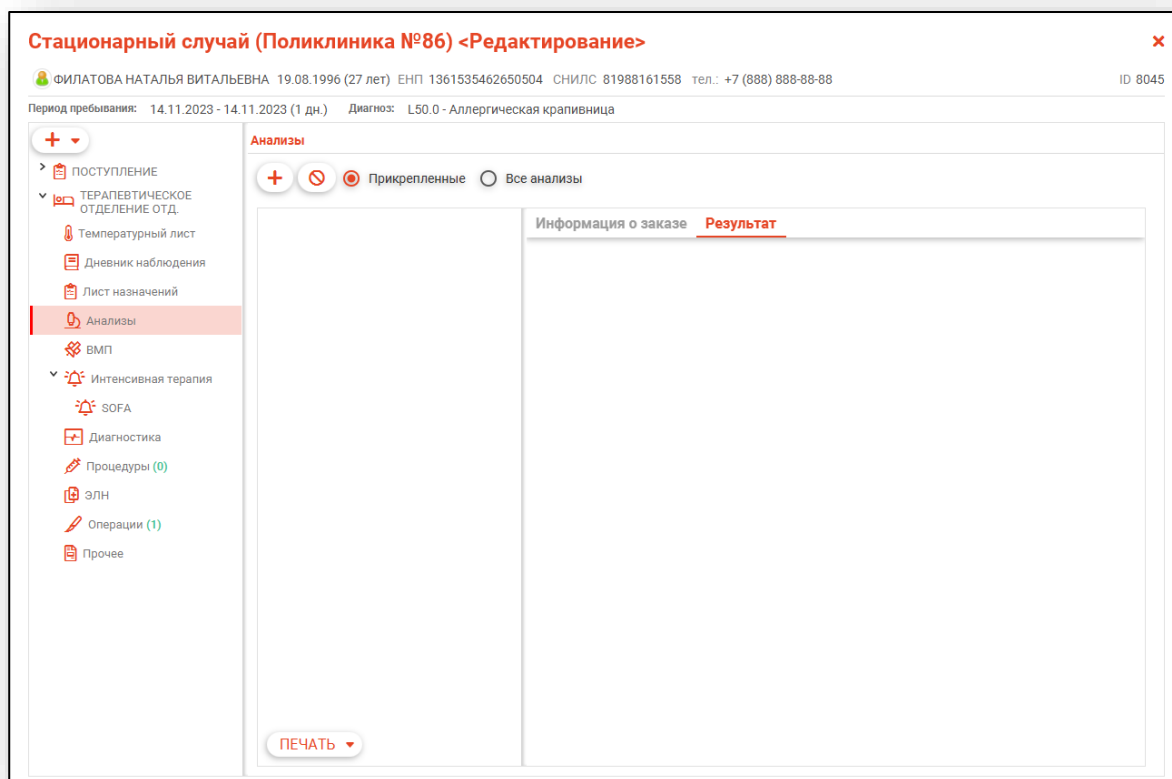 Стационарный случай (Поликлиника №86) <Редактирование>
ФИЛАТОВА НАТАЛЬЯ ВИТАЛЬЕВНА 19.08.1996 (27 лет) ЕНП 1361535462650504 СНИЛС 81988161558 тел.: +7 (888) 888-88-88 ID 8045
Период пребывания: 14.11.2023 - 14.11.2023 (1 дн.) Диагноз: L50.0 - Аллергическая крапивница
ПОСТУПЛЕНИЕ
ТЕРАПЕВТИЧЕСКОЕ
ОТДЕЛЕНИЕ ОТД.
Температурный лист
Дневник наблюдения
Лист назначений
Анализы
ВМП
Интенсивная терапия
SOFA
Диагностика
Процедуры (0)
ЭЛН
Операции (1)
Прочее
Анализы
Прикрепленные Все анализы
Информация о заказе Результат
ПЕЧАТЬ